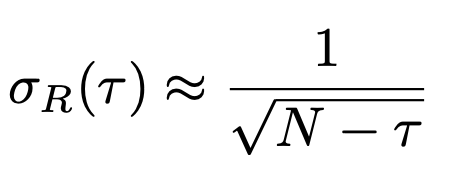 σ_R(τ) ≈ 1/√(N − τ)